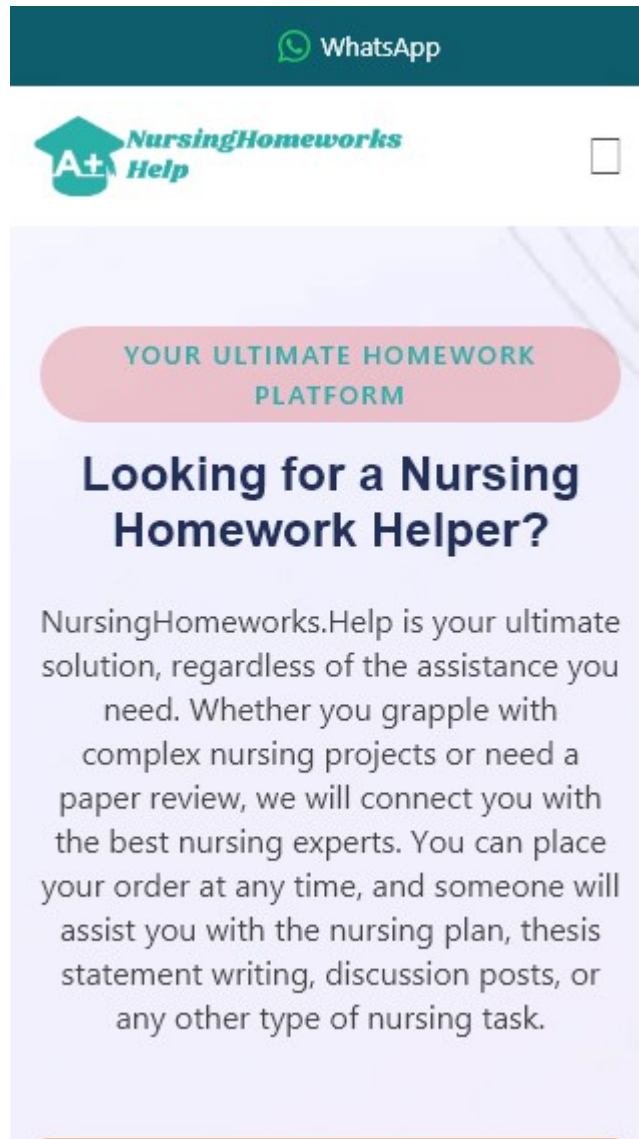 WhatsApp
A+
NursingHomeworks
Help
YOUR ULTIMATE HOMEWORK
PLATFORM
Looking for a Nursing
Homework Helper?
NursingHomeworks.Help is your ultimate
solution, regardless of the assistance you
need. Whether you grapple with
complex nursing projects or need a
paper review, we will connect you with
the best nursing experts. You can place
your order at any time, and someone will
assist you with the nursing plan, thesis
statement writing, discussion posts, or
any other type of nursing task.